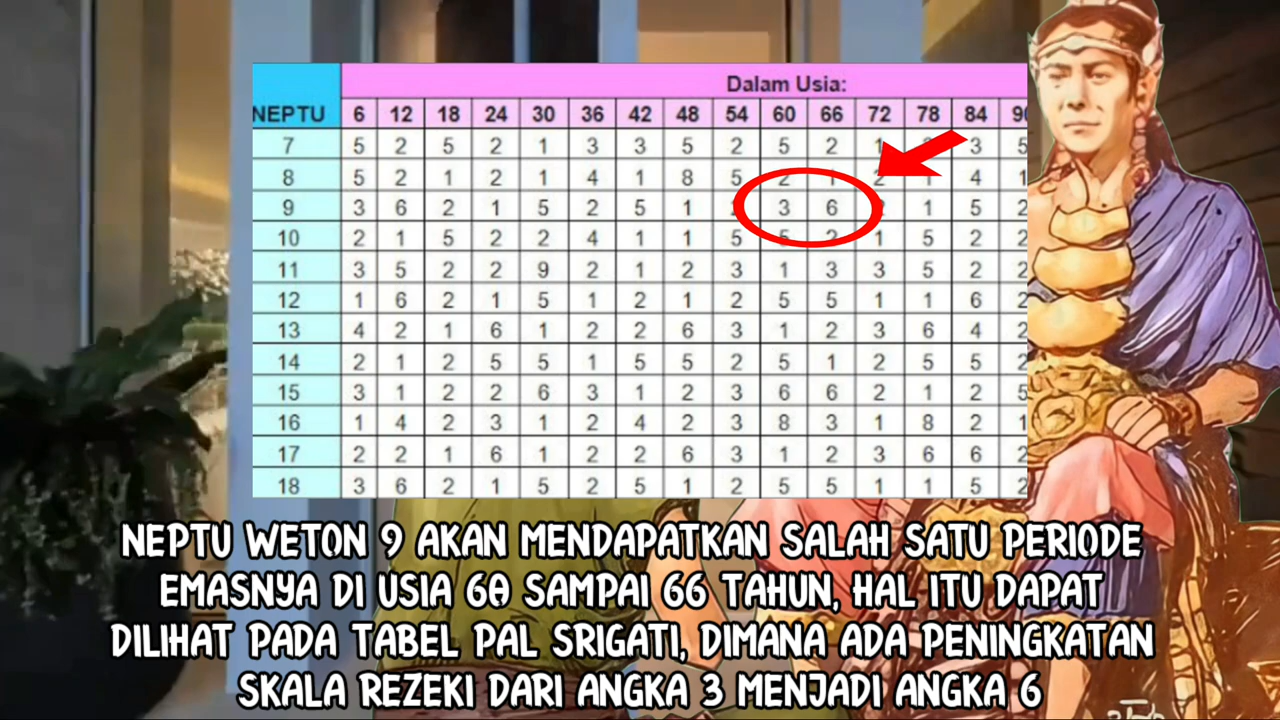 Dalam Usia:
NEPTU 6 12 18 24 30 36 42 48 54 60 66 72 78 84
7 5 2 5 2 1 3 3 5 2 5 2 1 3 5
8 5 2 1 2 1 4 1 8 5 2 1 2 1 4 1
9 3 6 2 1 5 2 5 1 3 6 1 5 2
10 2 1 5 2 2 4 1 1 5 5 2 1 5 2 2
11 3 5 2 2 9 2 1 2 3 1 3 3 5 2 2
12 1 6 2 1 5 1 2 1 2 5 5 1 1 6 2
13 4 2 1 6 1 2 2 6 3 1 2 3 6 4 2
14 2 1 2 5 5 1 5 5 2 5 1 2 5 5 2
15 3 1 2 2 6 3 1 2 3 6 6 2 1 2 5
16 1 4 2 3 1 2 4 2 3 8 3 1 8 2 1
17 2 2 1 6 1 2 2 6 3 1 2 3 6 6 2
18 3 6 2 1 5 2 5 1 2 5 5 1 1 5 2
NEPTU WETON 9 AKAN MENDAPATKAN SALAH SATU PERIODE
EMASNYA DI USIA 60 SAMPAI 66 TAHUN, HAL ITU DAPAT
DILIHAT PADA TABEL PAL SRIGATI, DIMANA ADA PENINGKATAN
SKALA REZEKI DARI ANGKA 3 MENJADI ANGKA 6